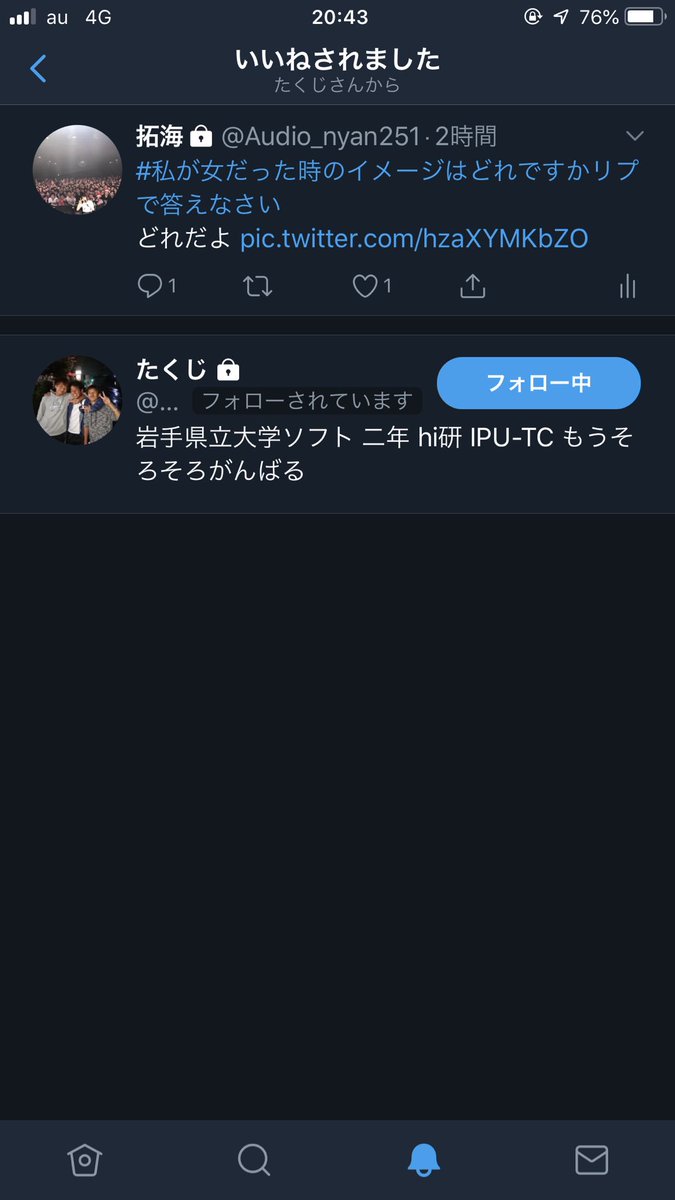 au 4G 20:43 76%
いいねされました
たくじさんから
拓海 @Audio_nyan251·2時間
#私が女だった時のイメージはどれですかリプ
で答えなさい
どれだよ pic.twitter.com/hzaXYMKbZO
1 1
たくじ
@... フォローされています
フォロー中
岩手県立大学ソフト 二年 hi研 IPU-TC もうそ
ろそろがんばる